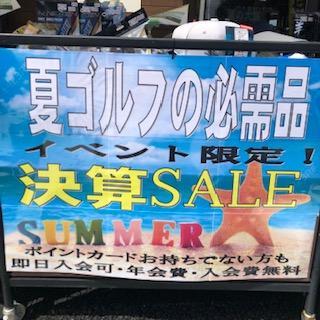 夏ゴルフの必需品
イベント限定!
決算SALE
SUMMER
ポイントカードお持ちでない方も
即日入会可・年会費・入会費無料